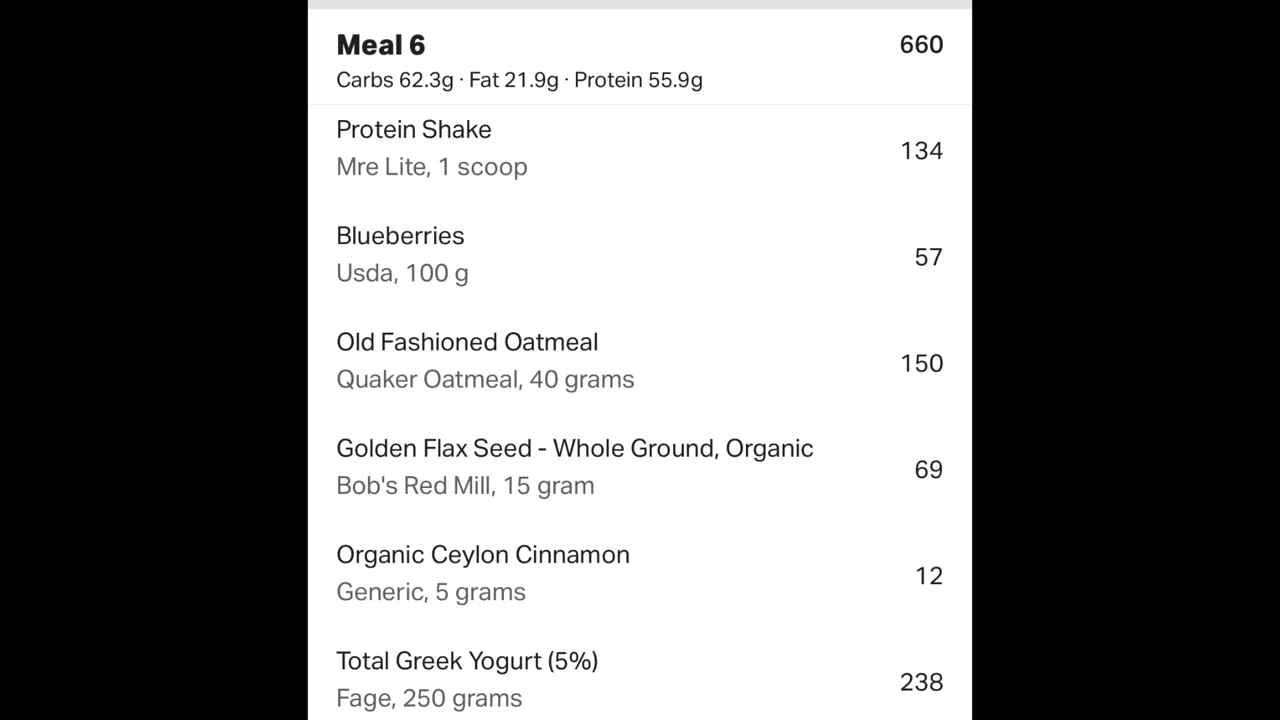 Meal 6 660
Carbs 62.3g · Fat 21.9g · Protein 55.9g
Protein Shake
134
Mre Lite, 1 scoop
Blueberries
57
Usda, 100 g
Old Fashioned Oatmeal
150
Quaker Oatmeal, 40 grams
Golden Flax Seed - Whole Ground, Organic
69
Bob's Red Mill, 15 gram
Organic Ceylon Cinnamon
12
Generic, 5 grams
Total Greek Yogurt (5%)
238
Fage, 250 grams